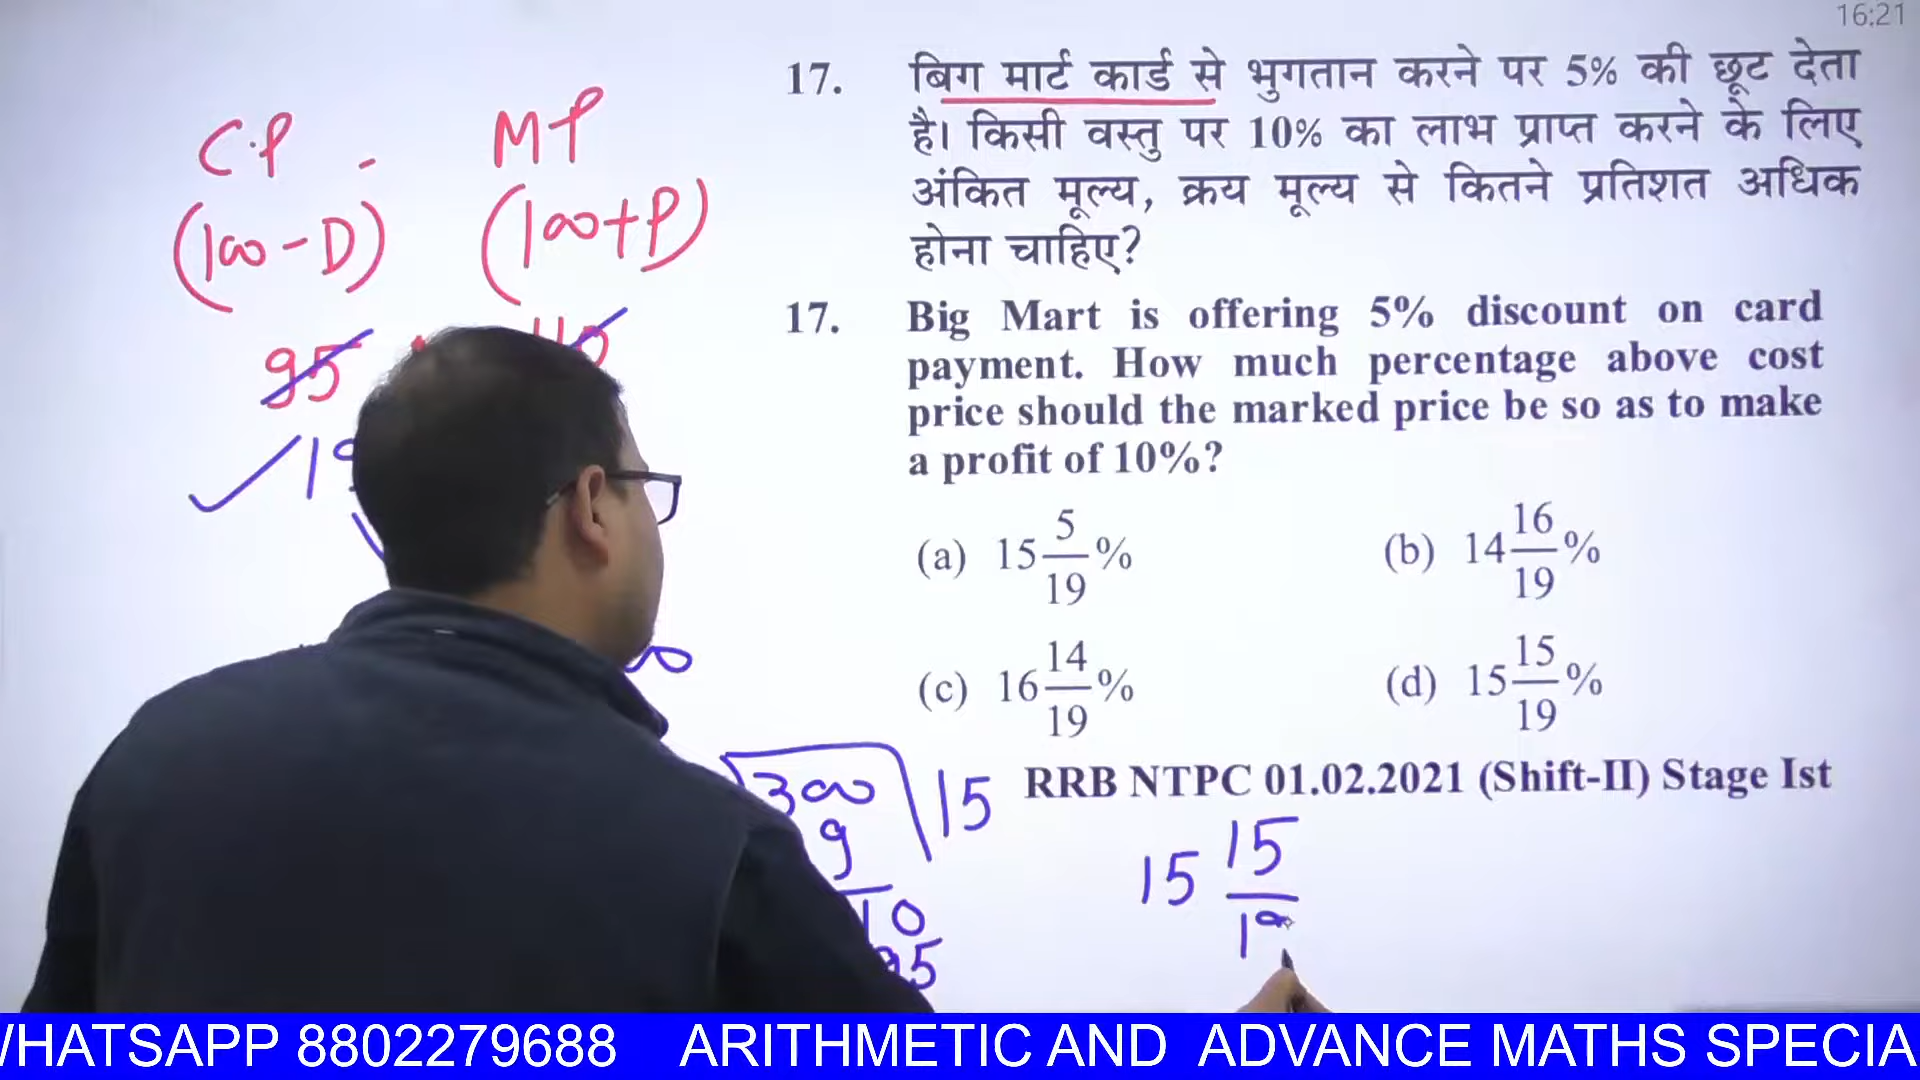 16:21
17. बिग मार्ट कार्ड से भुगतान करने पर 5% की छूट देता
है। किसी वस्तु पर 10% का लाभ प्राप्त करने के लिए
अंकित मूल्य, क्रय मूल्य से कितने प्रतिशत अधिक
होना चाहिए?
17. Big Mart is offering 5% discount on card
payment. How much percentage above cost
price should the marked price be so as to make
a profit of 10%?
(a) 15 5/19 % (b) 14 16/19 %
(c) 16 14/19 % (d) 15 15/19 %
RRB NTPC 01.02.2021 (Shift-II) Stage Ist
C.P MP
(100-D) (100+P)
95
300 15
9
10
95
15 15
WHATSAPP 8802279688 ARITHMETIC AND ADVANCE MATHS SPECIA